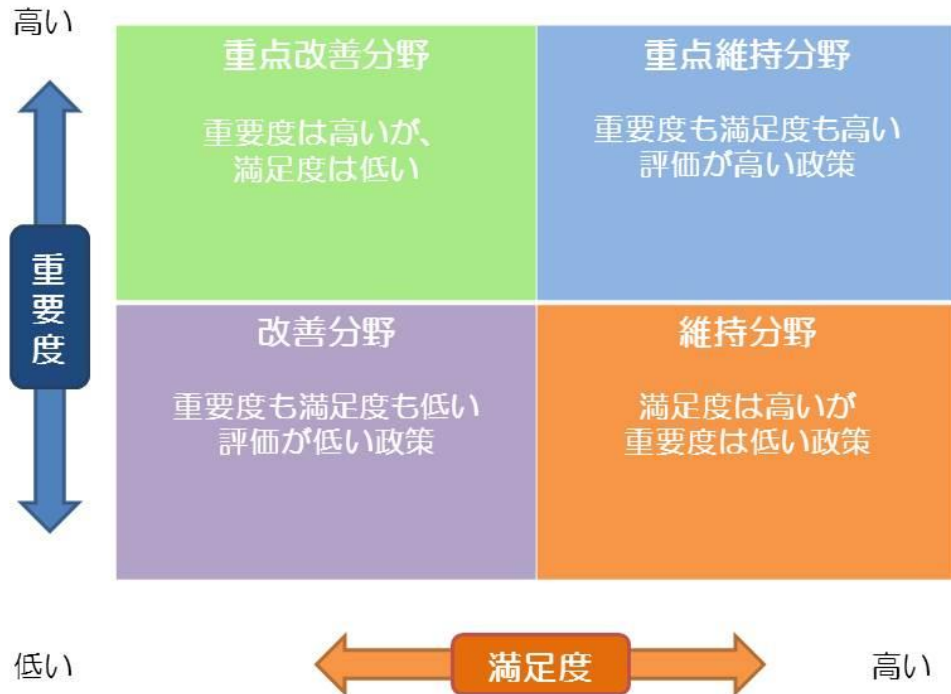 高い
重点改善分野
重要度は高いが、
満足度は低い
重点維持分野
重要度も満足度も高い
評価が高い政策
重要度
改善分野
重要度も満足度も低い
評価が低い政策
維持分野
満足度は高いが
重要度は低い政策
低い
満足度
高い